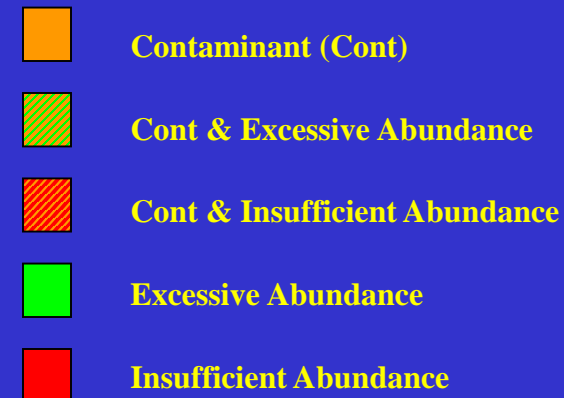 Contaminant (Cont)
Cont & Excessive Abundance
Cont & Insufficient Abundance
Excessive Abundance
Insufficient Abundance